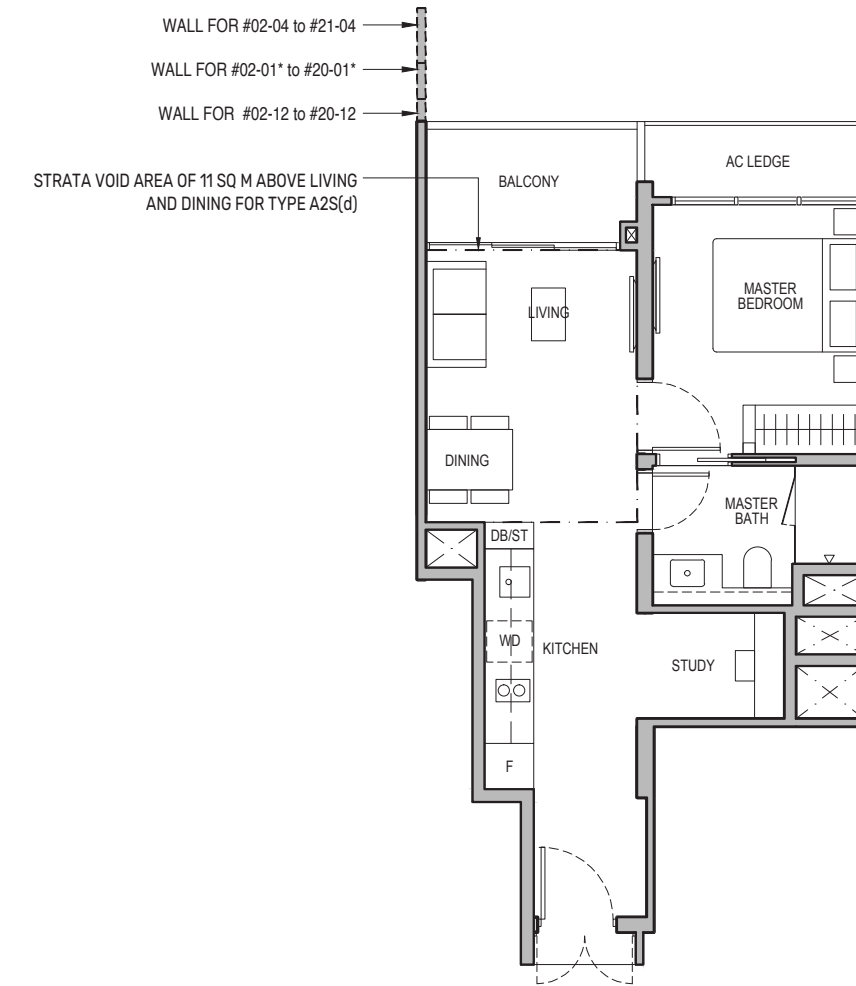 WALL FOR #02-04 to #21-04
WALL FOR #02-01* to #20-01*
WALL FOR #02-12 to #20-12
STRATA VOID AREA OF 11 SQ M ABOVE LIVING
AND DINING FOR TYPE A2S(d)
BALCONY
AC LEDGE
MASTER
BEDROOM
LIVING
DINING
MASTER
BATH
DB/ST
WD
KITCHEN
STUDY
F